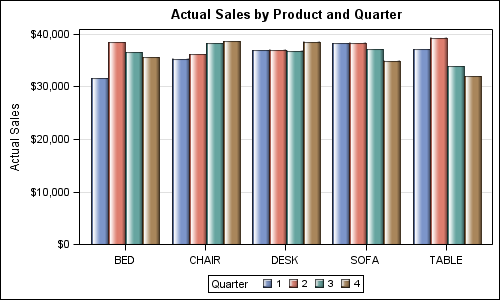 Actual Sales by Product and Quarter
$40,000
$30,000
$20,000
$10,000
$0
Actual Sales
BED CHAIR DESK SOFA TABLE
Quarter 1 2 3 4